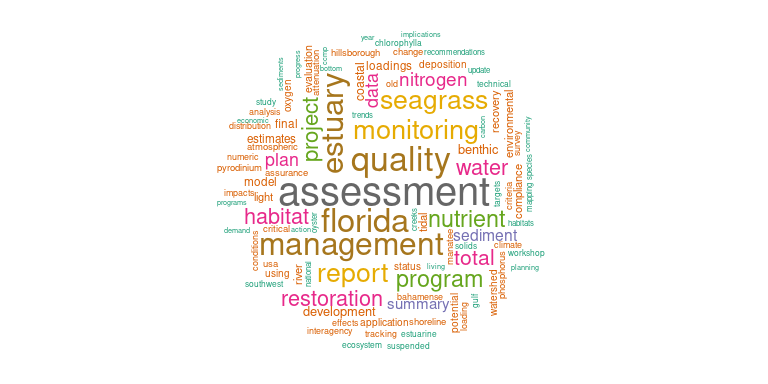 implications
year
chlorophylla
hillsborough
change
recommendations
progress
evaluation
attenuation
ccmp
bottom
coastal
loadings
deposition
update
sediments
oxygen
estuary
data
old
nitrogen
technical
study
seagrass
recovery
environmental
economic
analysis
project
trends
distribution
final
monitoring
carbon
community
estimates
atmospheric
benthic
survey
numeric
plan
quality
water
pyrodinium
assurance
species
model
assessment
compliance
mapping
impacts
light
targets
criteria
programs
habitat
oyster
florida
creeks
tidal
nutrient
habitats
demand
critical
action
manatee
sediment
conditions
management
solids
climate
workshop
usa
total
using
river
national
report
status
living
planning
southwest
program
watershed
phosphorus
restoration
summary
bahamense
gulf
development
potential
loading
effects
application
shoreline
interagency
tracking
estuarine
ecosystem
suspended